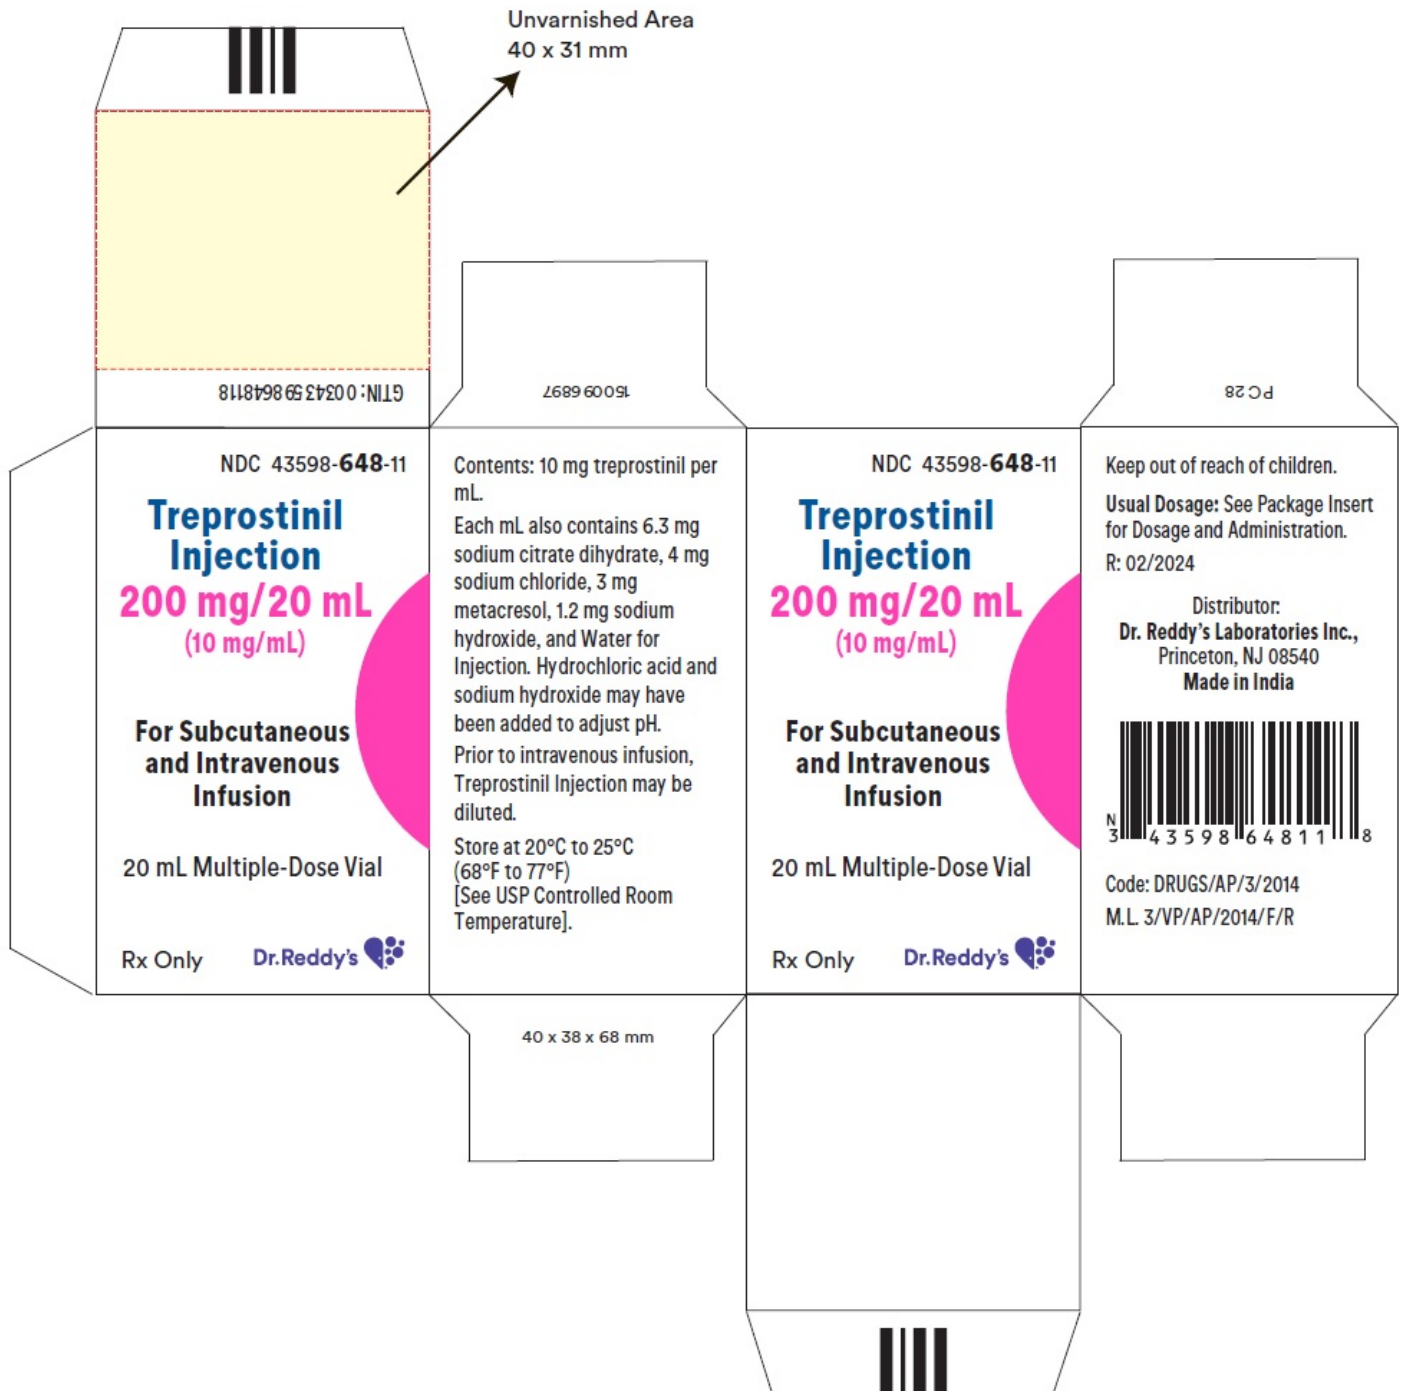 Unvarnished Area
40 x 31 mm
GTIN: 00343598648118
150096897
PC 28
NDC 43598-648-11
Treprostinil
Injection
200 mg/20 mL
(10 mg/mL)
For Subcutaneous
and Intravenous
Infusion
20 mL Multiple-Dose Vial
Rx Only
Dr.Reddy's
Contents: 10 mg treprostinil per
mL.
Each mL also contains 6.3 mg
sodium citrate dihydrate, 4 mg
sodium chloride, 3 mg
metacresol, 1.2 mg sodium
hydroxide, and Water for
Injection. Hydrochloric acid and
sodium hydroxide may have
been added to adjust pH.
Prior to intravenous infusion,
Treprostinil Injection may be
diluted.
Store at 20°C to 25°C
(68°F to 77°F)
[See USP Controlled Room
Temperature].
40 x 38 x 68 mm
NDC 43598-648-11
Treprostinil
Injection
200 mg/20 mL
(10 mg/mL)
For Subcutaneous
and Intravenous
Infusion
20 mL Multiple-Dose Vial
Rx Only
Dr.Reddy's
Keep out of reach of children.
Usual Dosage: See Package Insert
for Dosage and Administration.
R: 02/2024
Distributor:
Dr. Reddy's Laboratories Inc.,
Princeton, NJ 08540
Made in India
N
3 43598 64811 8
Code: DRUGS/AP/3/2014
M.L. 3/VP/AP/2014/F/R